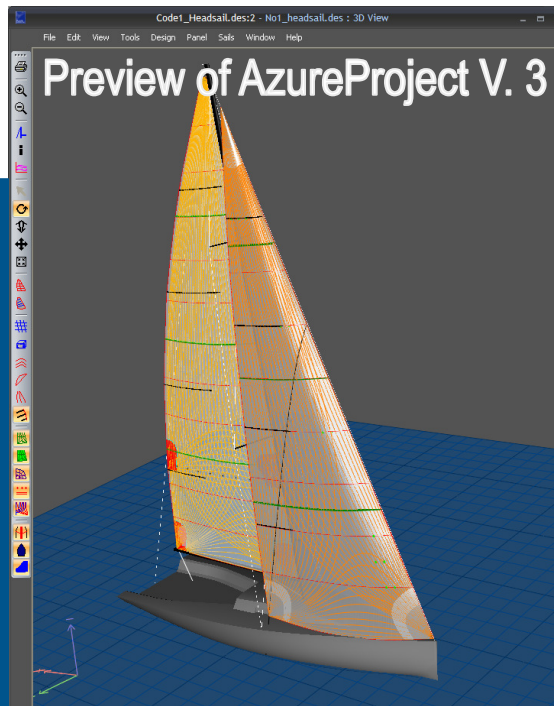 Code1_Headsail.des:2 - No1_headsail.des : 3D View
File Edit View Tools Design Panel Sails Window Help
Preview of AzureProject V. 3